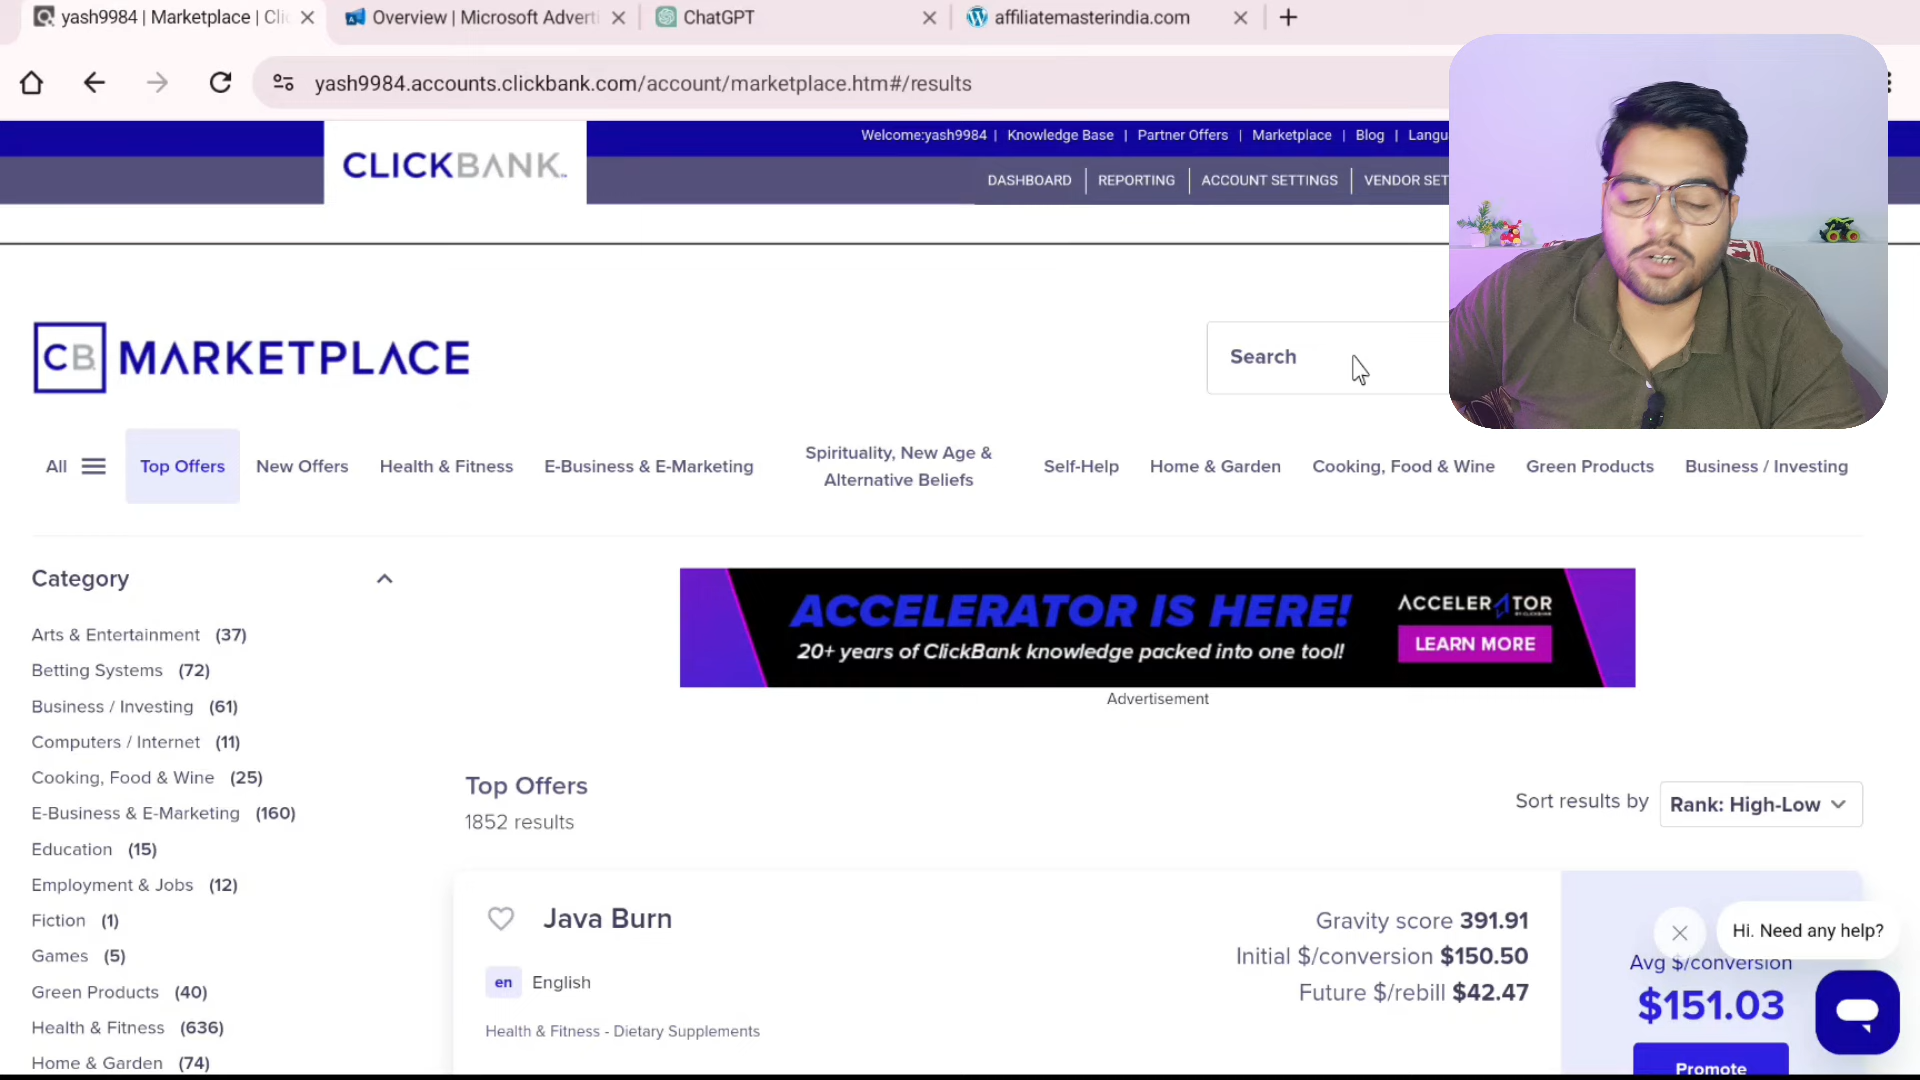 yash9984 | Marketplace | Cli
Overview | Microsoft Adverti
ChatGPT
affiliatemasterindia.com
yash9984.accounts.clickbank.com/account/marketplace.htm#/results
Welcome:yash9984 | Knowledge Base | Partner Offers | Marketplace | Blog | Langu
CLICKBANK
DASHBOARD | REPORTING | ACCOUNT SETTINGS | VENDOR SET
CB MARKETPLACE
Search
All
Top Offers
New Offers
Health & Fitness
E-Business & E-Marketing
Spirituality, New Age &
Alternative Beliefs
Self-Help
Home & Garden
Cooking, Food & Wine
Green Products
Business / Investing
Category
Arts & Entertainment (37)
Betting Systems (72)
Business / Investing (61)
Computers / Internet (11)
Cooking, Food & Wine (25)
E-Business & E-Marketing (160)
Education (15)
Employment & Jobs (12)
Fiction (1)
Games (5)
Green Products (40)
Health & Fitness (636)
Home & Garden (74)
ACCELERATOR IS HERE!
20+ years of ClickBank knowledge packed into one tool!
ACCELERATOR
LEARN MORE
Advertisement
Top Offers
1852 results
Sort results by Rank: High-Low
Java Burn
en English
Health & Fitness - Dietary Supplements
Gravity score 391.91
Initial $/conversion $150.50
Future $/rebill $42.47
Hi. Need any help?
Avg $/conversion
$151.03
Promote